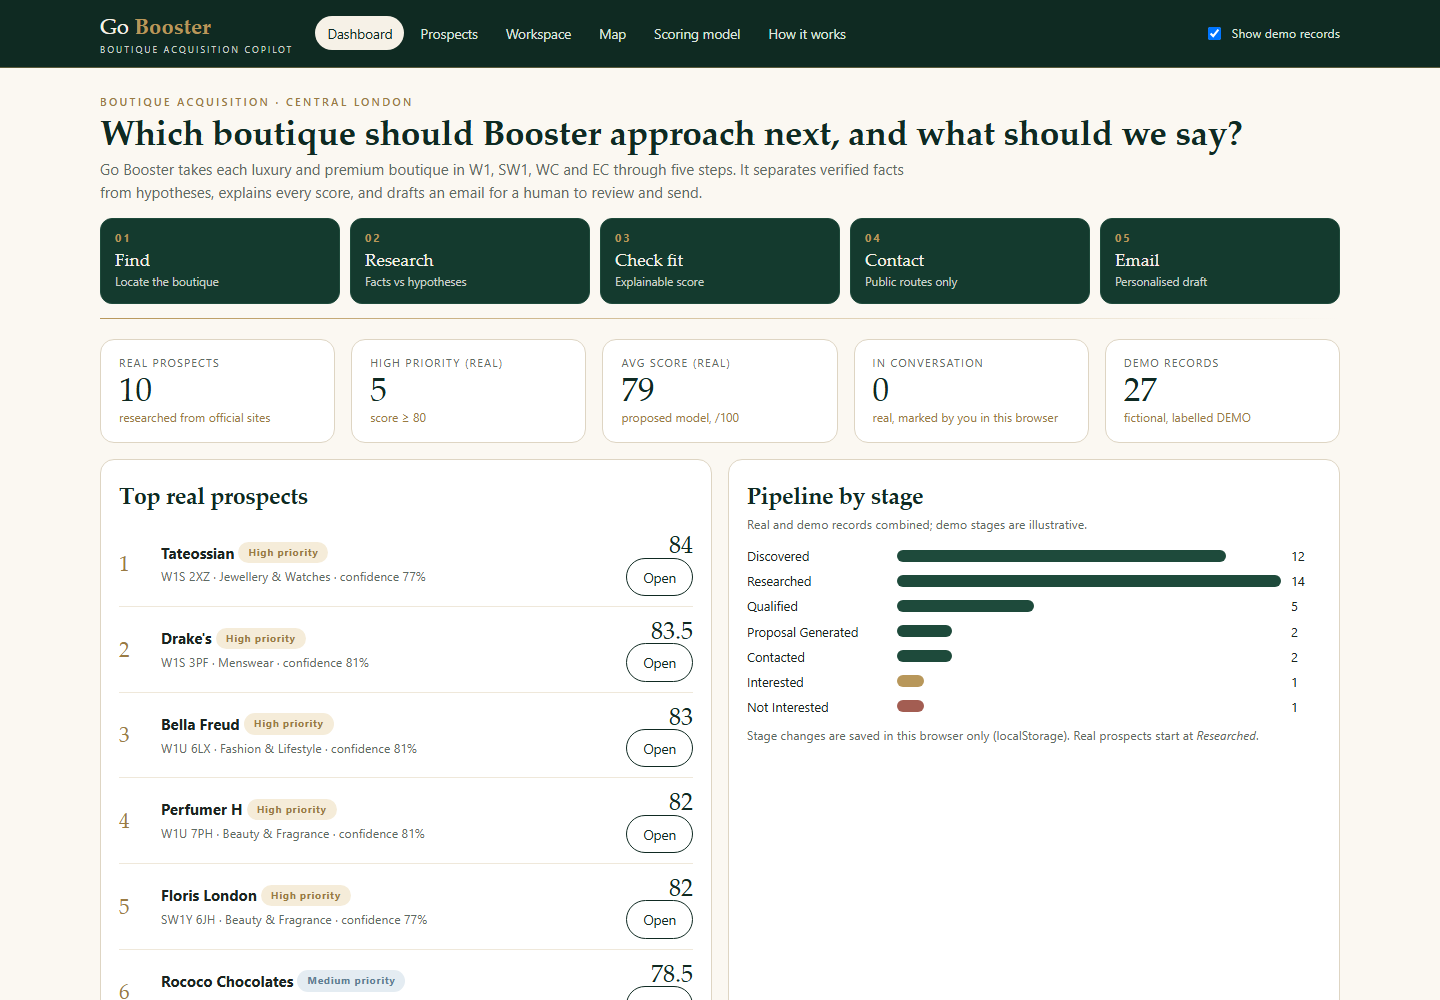 Go Booster
BOUTIQUE ACQUISITION COPILOT
Dashboard
Prospects
Workspace
Map
Scoring model
How it works
Show demo records
BOUTIQUE ACQUISITION · CENTRAL LONDON
Which boutique should Booster approach next, and what should we say?
Go Booster takes each luxury and premium boutique in W1, SW1, WC and EC through five steps. It separates verified facts
from hypotheses, explains every score, and drafts an email for a human to review and send.
01
Find
Locate the boutique
02
Research
Facts vs hypotheses
03
Check fit
Explainable score
04
Contact
Public routes only
05
Email
Personalised draft
REAL PROSPECTS
10
researched from official sites
HIGH PRIORITY (REAL)
5
score ≥ 80
AVG SCORE (REAL)
79
proposed model, /100
IN CONVERSATION
0
real, marked by you in this browser
DEMO RECORDS
27
fictional, labelled DEMO
Top real prospects
1
Tateossian High priority
W1S 2XZ · Jewellery & Watches · confidence 77%
84
Open
2
Drake's High priority
W1S 3PF · Menswear · confidence 81%
83.5
Open
3
Bella Freud High priority
W1U 6LX · Fashion & Lifestyle · confidence 81%
83
Open
4
Perfumer H High priority
W1U 7PH · Beauty & Fragrance · confidence 81%
82
Open
5
Floris London High priority
SW1Y 6JH · Beauty & Fragrance · confidence 77%
82
Open
6
Rococo Chocolates Medium priority
78.5
Pipeline by stage
Real and demo records combined; demo stages are illustrative.
Discovered 12
Researched 14
Qualified 5
Proposal Generated 2
Contacted 2
Interested 1
Not Interested 1
Stage changes are saved in this browser only (localStorage). Real prospects start at Researched.